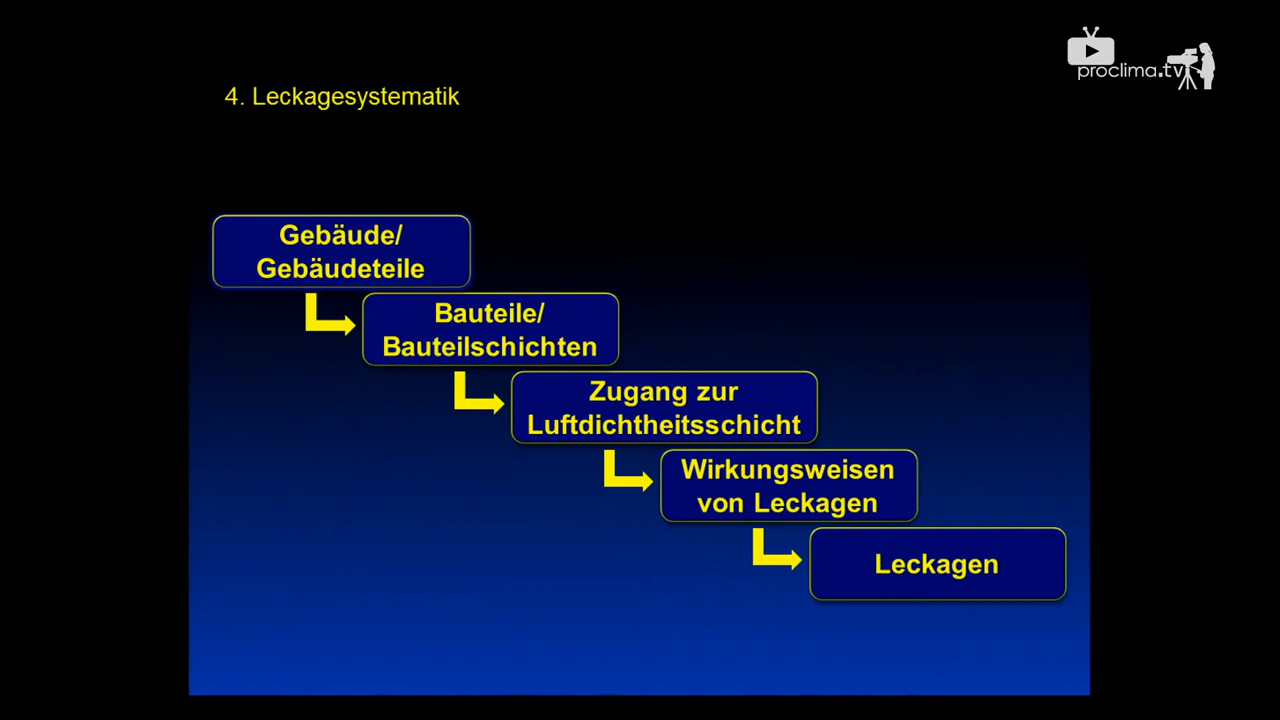 proclima.tv
4. Leckagesystematik
Gebäude/
Gebäudeteile
Bauteile/
Bauteilschichten
Zugang zur
Luftdichtheitsschicht
Wirkungsweisen
von Leckagen
Leckagen